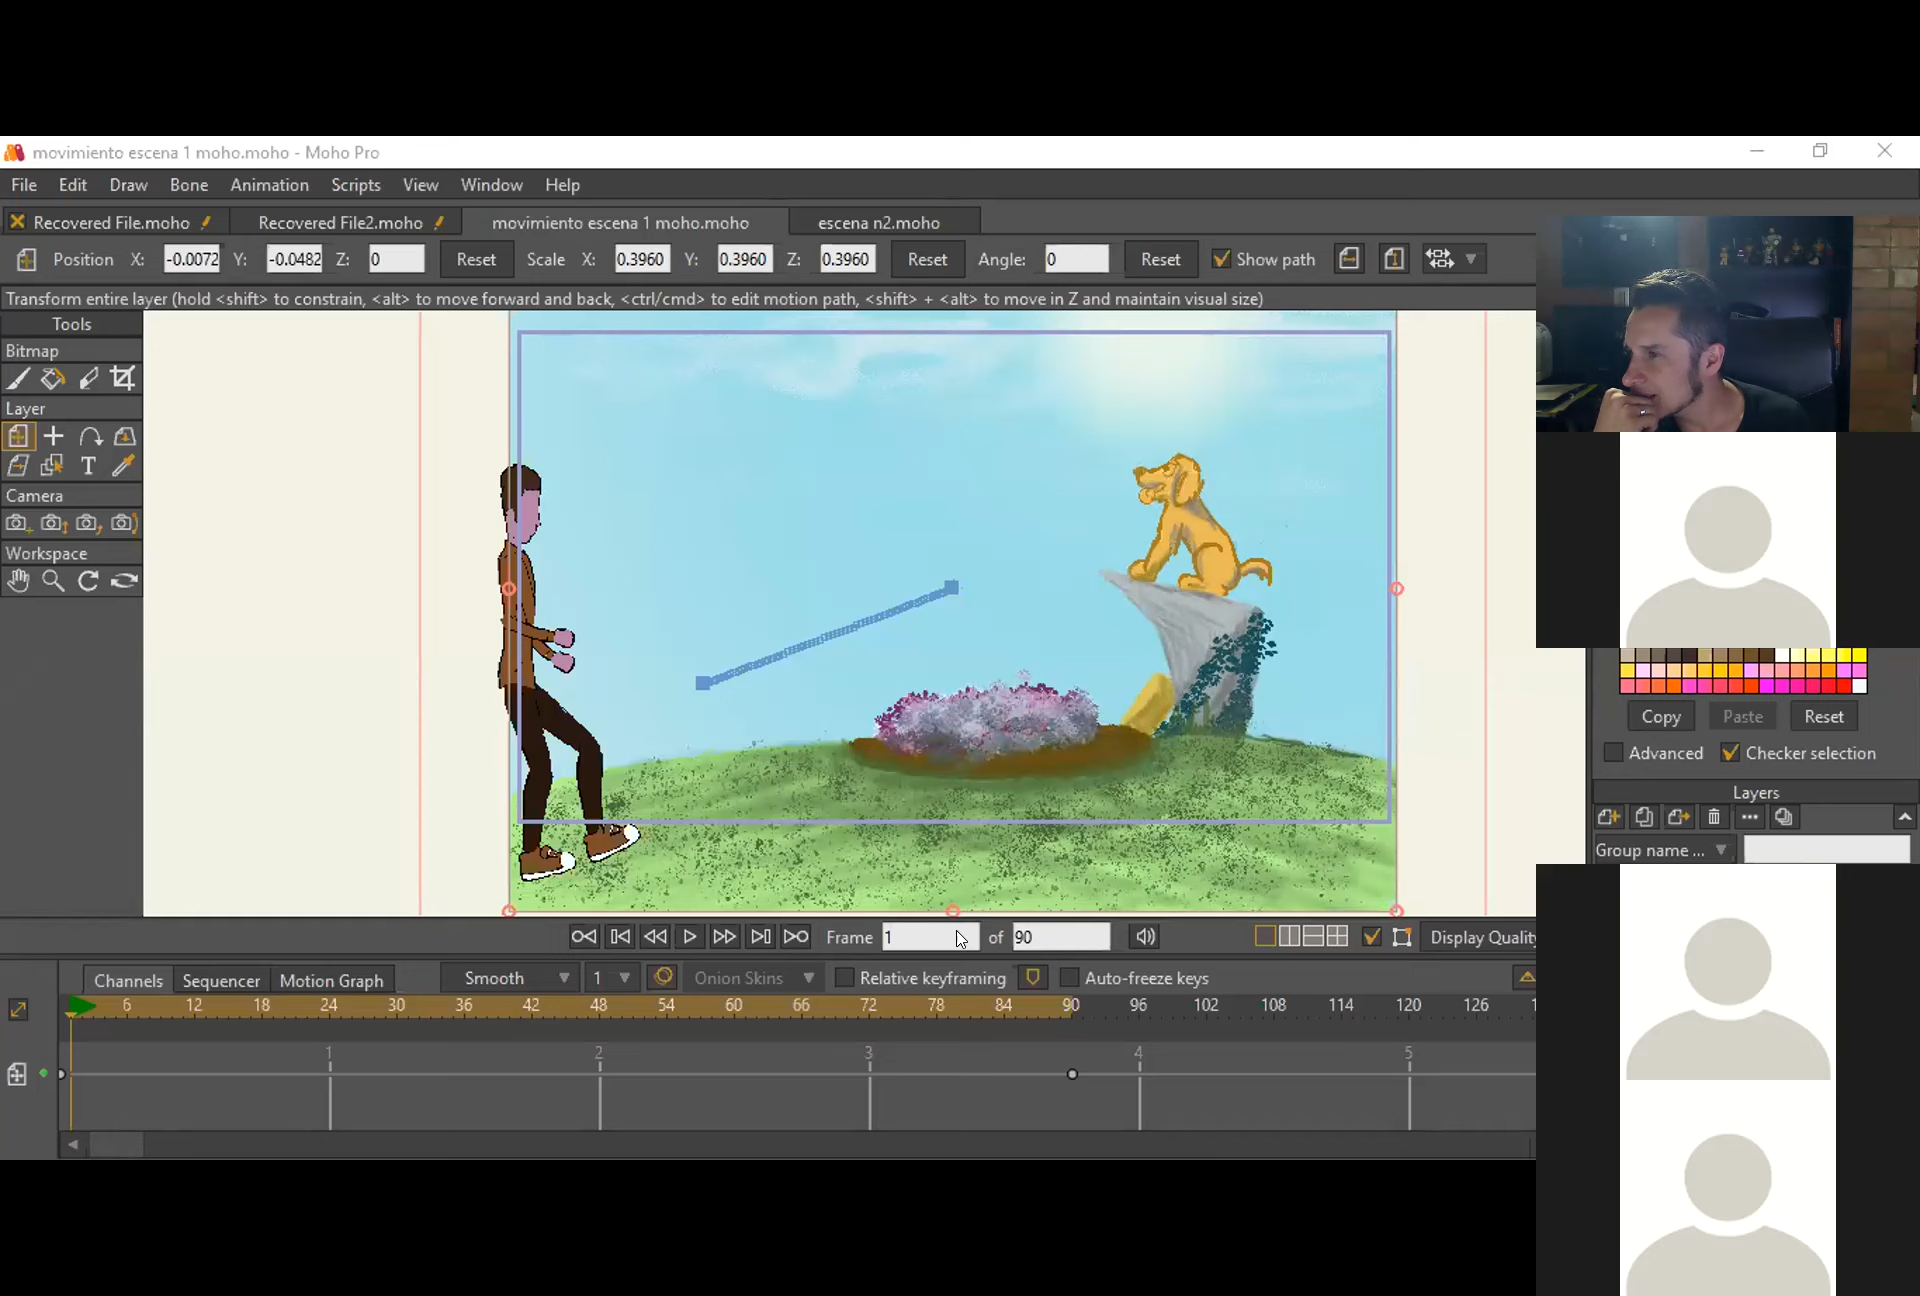 movimiento escena 1 moho.moho - Moho Pro
File Edit Draw Bone Animation Scripts View Window Help
Recovered File.moho Recovered File2.moho movimiento escena 1 moho.moho escena n2.moho
Position X: -0.0072 Y: -0.0482 Z: 0 Reset Scale X: 0.3960 Y: 0.3960 Z: 0.3960 Reset Angle: 0 Reset Show path
Transform entire layer (hold <shift> to constrain, <alt> to move forward and back, <ctrl/cmd> to edit motion path, <shift> + <alt> to move in Z and maintain visual size)
Tools
Bitmap
Layer
T
Camera
Workspace
Copy Paste Reset
Advanced Checker selection
Layers
Group name ...
Frame 1 of 90 Display Quality
Channels Sequencer Motion Graph Smooth 1 Onion Skins Relative keyframing Auto-freeze keys
6 12 18 24 30 36 42 48 54 60 66 72 78 84 90 96 102 108 114 120 126
1 2 3 4 5